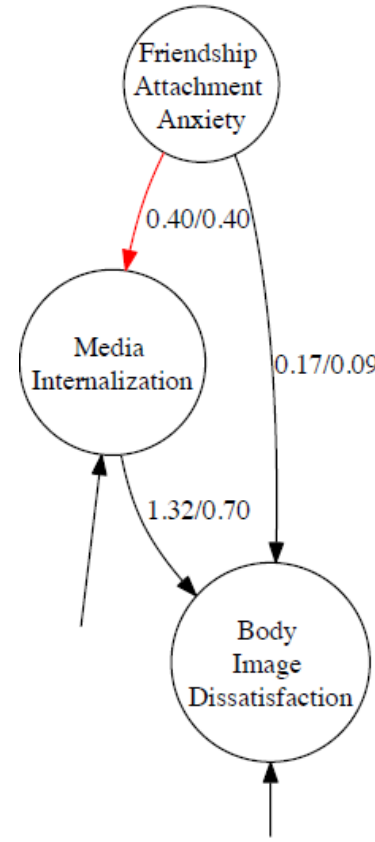 Friendship
Attachment
Anxiety
0.40/0.40
Media
Internalization
0.17/0.09
1.32/0.70
Body
Image
Dissatisfaction